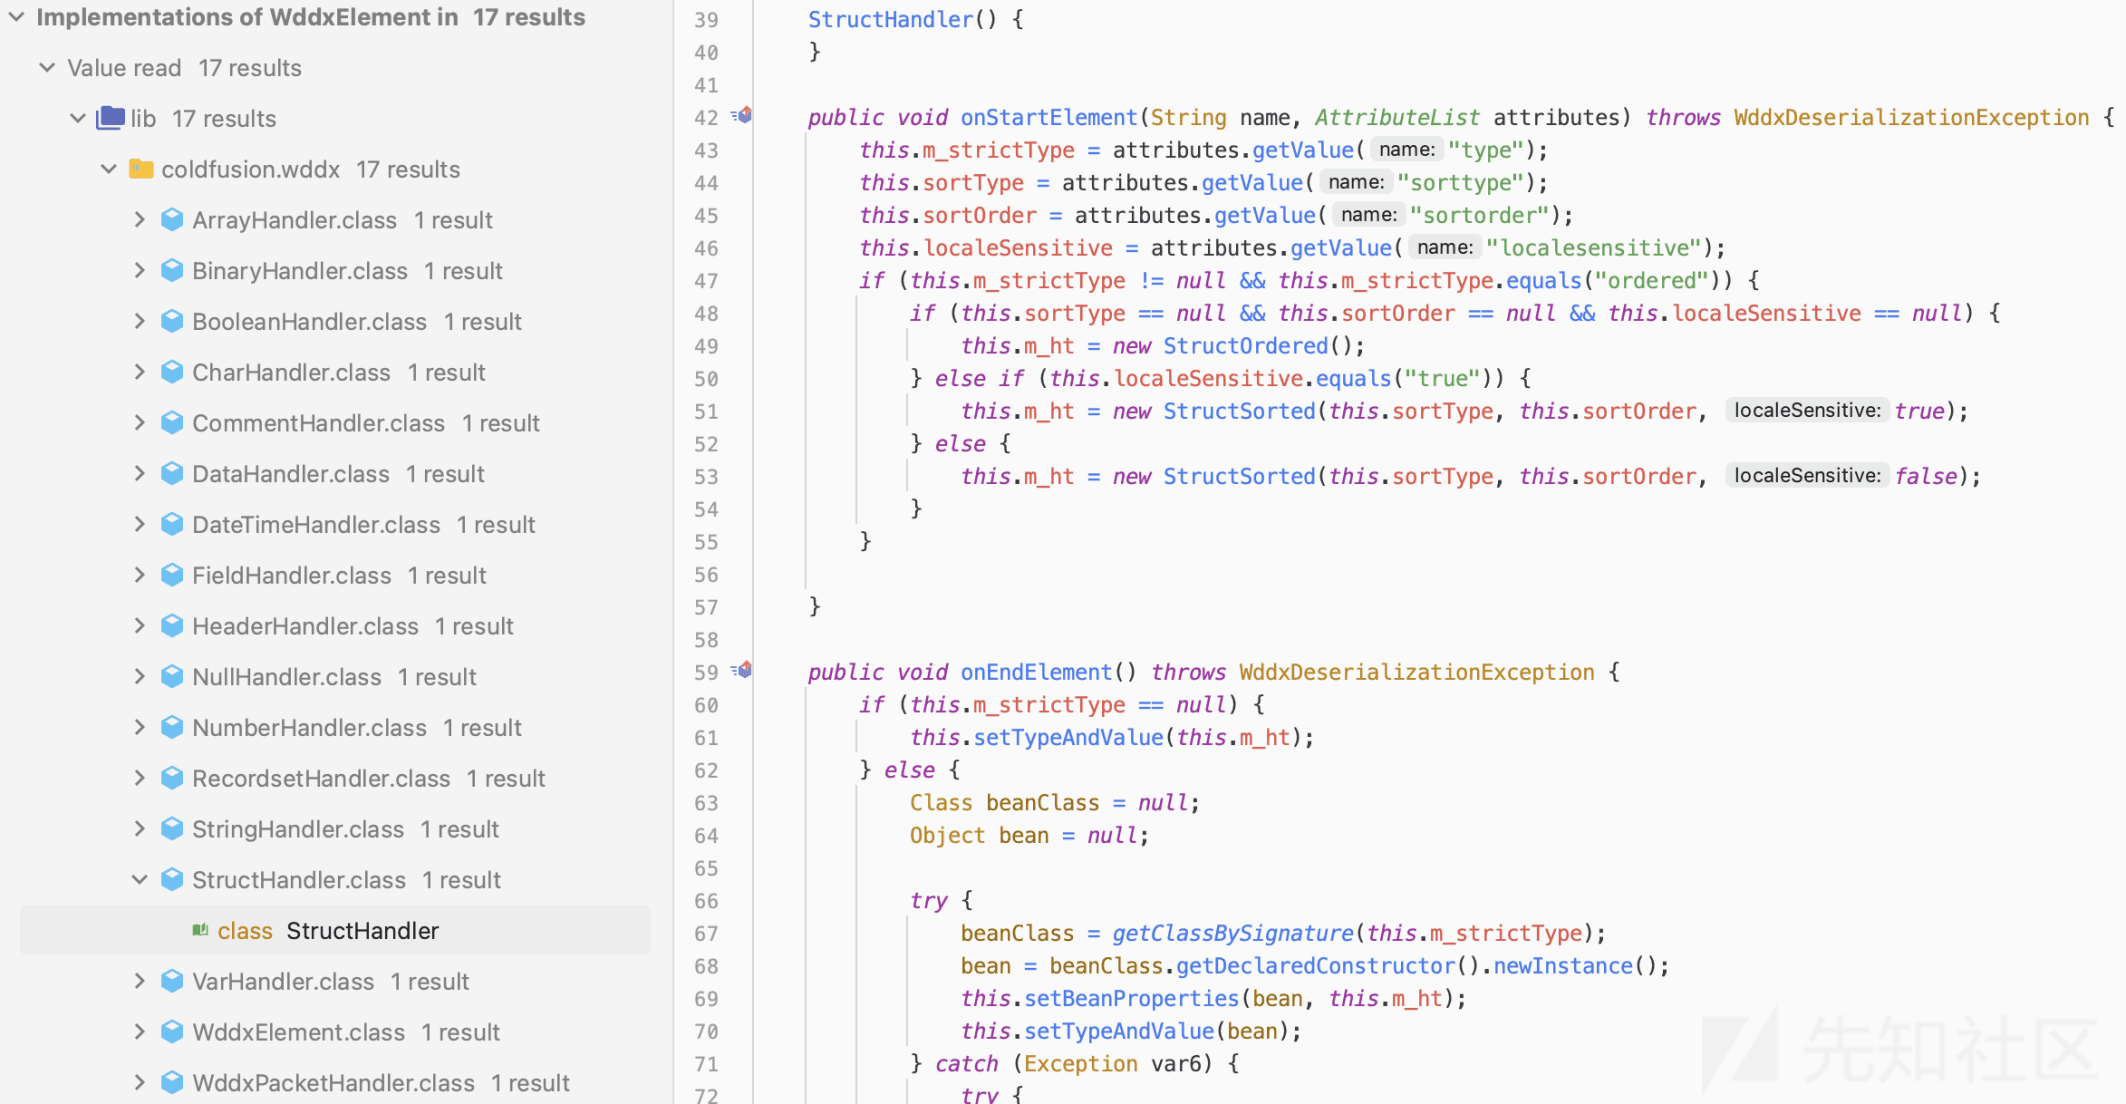 Implementations of WddxElement in 17 results
Value read 17 results
lib 17 results
coldfusion.wddx 17 results
ArrayHandler.class 1 result
BinaryHandler.class 1 result
BooleanHandler.class 1 result
CharHandler.class 1 result
CommentHandler.class 1 result
DataHandler.class 1 result
DateTimeHandler.class 1 result
FieldHandler.class 1 result
HeaderHandler.class 1 result
NullHandler.class 1 result
NumberHandler.class 1 result
RecordsetHandler.class 1 result
StringHandler.class 1 result
StructHandler.class 1 result
class StructHandler
VarHandler.class 1 result
WddxElement.class 1 result
WddxPacketHandler.class 1 result
39 StructHandler() {
40 }
41
42 public void onStartElement(String name, AttributeList attributes) throws WddxDeserializationException {
43 this.m_strictType = attributes.getValue( name: "type");
44 this.sortType = attributes.getValue( name: "sorttype");
45 this.sortOrder = attributes.getValue( name: "sortorder");
46 this.localeSensitive = attributes.getValue( name: "localesensitive");
47 if (this.m_strictType != null && this.m_strictType.equals("ordered")) {
48 if (this.sortType == null && this.sortOrder == null && this.localeSensitive == null) {
49 this.m_ht = new StructOrdered();
50 } else if (this.localeSensitive.equals("true")) {
51 this.m_ht = new StructSorted(this.sortType, this.sortOrder, localeSensitive: true);
52 } else {
53 this.m_ht = new StructSorted(this.sortType, this.sortOrder, localeSensitive: false);
54 }
55 }
56
57 }
58
59 public void onEndElement() throws WddxDeserializationException {
60 if (this.m_strictType == null) {
61 this.setTypeAndValue(this.m_ht);
62 } else {
63 Class beanClass = null;
64 Object bean = null;
65
66 try {
67 beanClass = getClassBySignature(this.m_strictType);
68 bean = beanClass.getDeclaredConstructor().newInstance();
69 this.setBeanProperties(bean, this.m_ht);
70 this.setTypeAndValue(bean);
71 } catch (Exception var6) {
72 try {
先知社区